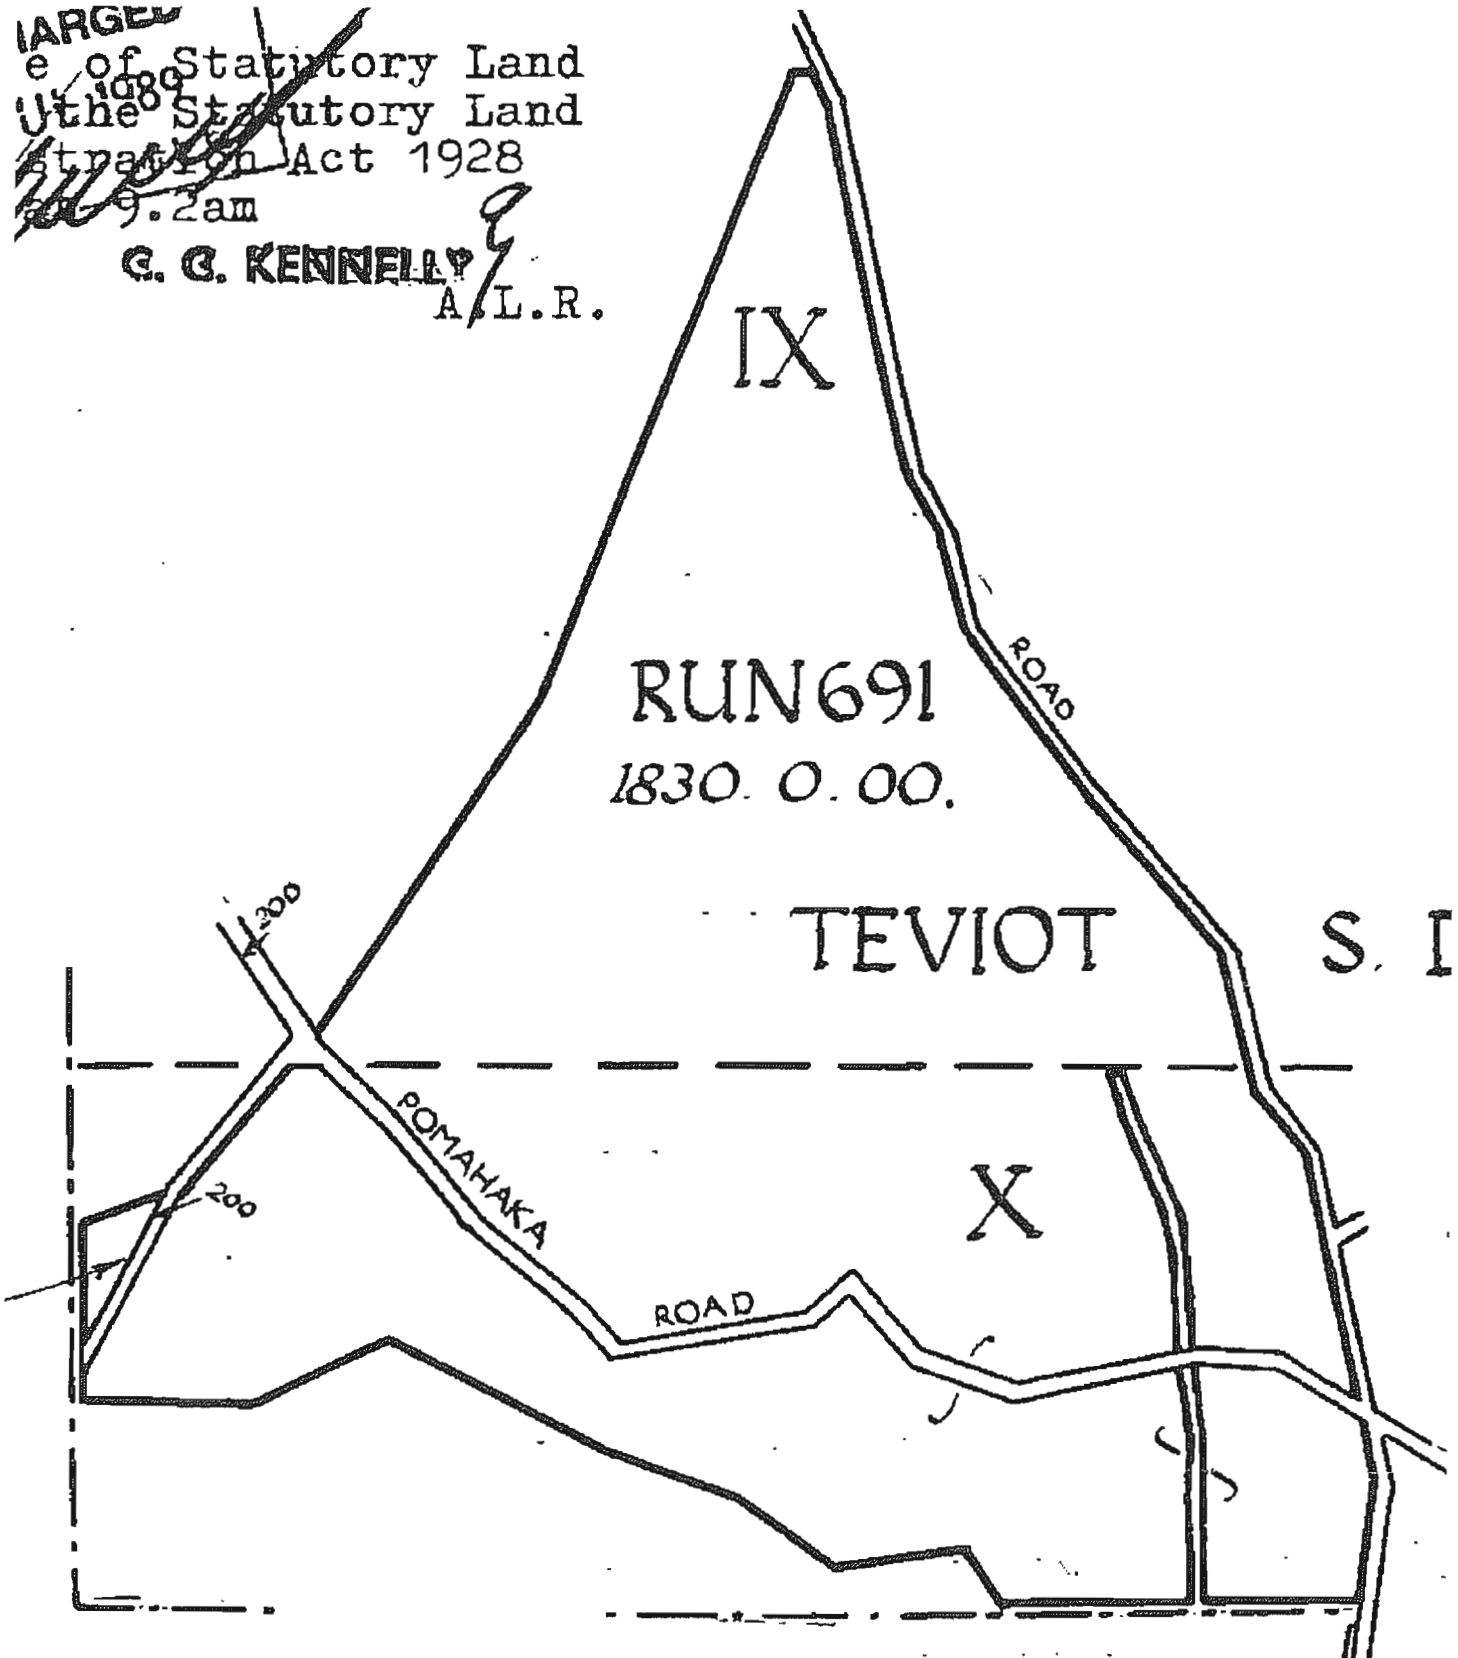 e of Statutory Land
the Statutory Land
Act 1928
9.2am
C. C. KENNELLY
A.L.R.
IX
ROAD
RUN 691
1830. 0. 00.
200
TEVIOT S. I
POMAHAKA
X
200
ROAD